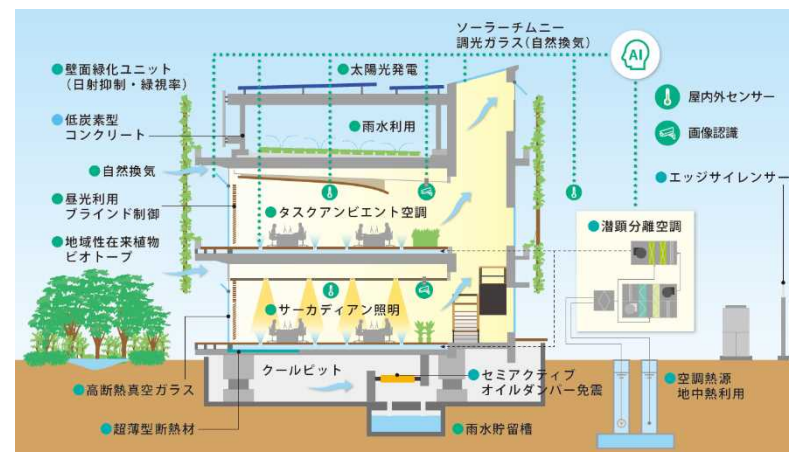 ソーラーチムニー
調光ガラス(自然換気)
AI
壁面緑化ユニット
(日射抑制・緑視率)
太陽光発電
屋内外センサー
低炭素型
コンクリート
雨水利用
画像認識
自然換気
エッジサイレンサー
昼光利用
ブラインド制御
タスクアンビエント空調
潜顕分離空調
地域性在来植物
ビオトープ
サーカディアン照明
クールピット
高断熱真空ガラス
セミアクティブ
オイルダンパー免震
空調熱源
地中熱利用
超薄型断熱材
雨水貯留槽